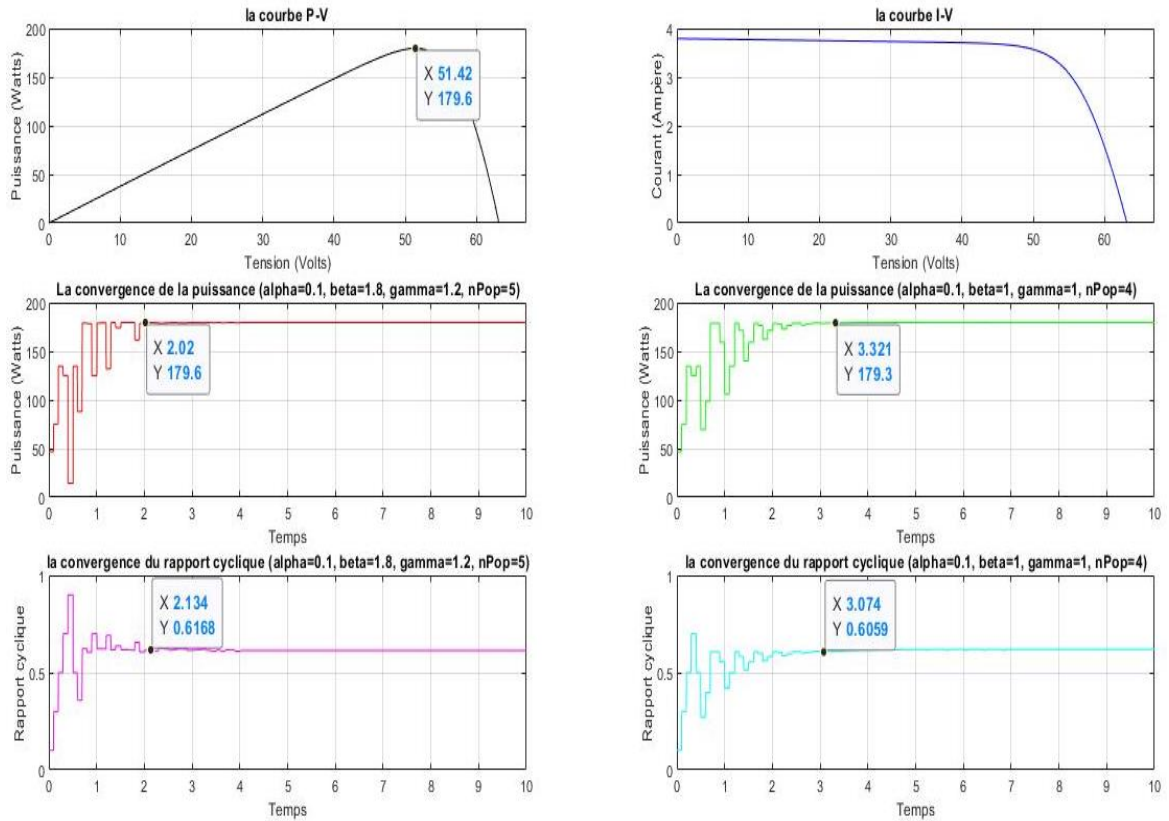 la courbe P-V
200
150
100
50
0
Puissance (Watts)
X 51.42
Y 179.6
0 10 20 30 40 50 60
Tension (Volts)
la courbe I-V
4
3
2
1
0
Courant (Ampère)
0 10 20 30 40 50 60
Tension (Volts)
La convergence de la puissance (alpha=0.1, beta=1.8, gamma=1.2, nPop=5)
200
150
100
50
0
Puissance (Watts)
X 2.02
Y 179.6
0 1 2 3 4 5 6 7 8 9 10
Temps
La convergence de la puissance (alpha=0.1, beta=1, gamma=1, nPop=4)
200
150
100
50
0
Puissance (Watts)
X 3.321
Y 179.3
0 1 2 3 4 5 6 7 8 9 10
Temps
la convergence du rapport cyclique (alpha=0.1, beta=1.8, gamma=1.2, nPop=5)
1
0.5
0
Rapport cyclique
X 2.134
Y 0.6168
0 1 2 3 4 5 6 7 8 9 10
Temps
la convergence du rapport cyclique (alpha=0.1, beta=1, gamma=1, nPop=4)
1
0.5
0
Rapport cyclique
X 3.074
Y 0.6059
0 1 2 3 4 5 6 7 8 9 10
Temps